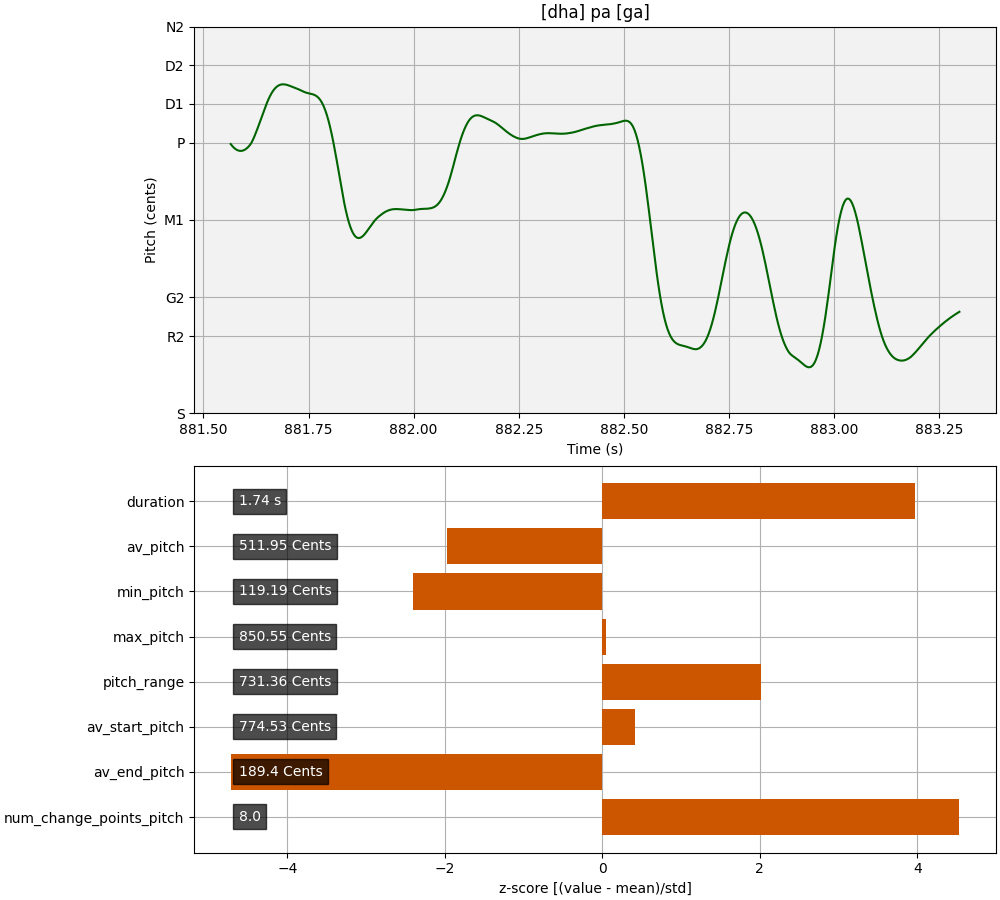 [dha] pa [ga]
N2
D2
D1
P
M1
G2
R2
S
Pitch (cents)
881.50 881.75 882.00 882.25 882.50 882.75 883.00 883.25
Time (s)
duration 1.74 s
av_pitch 511.95 Cents
min_pitch 119.19 Cents
max_pitch 850.55 Cents
pitch_range 731.36 Cents
av_start_pitch 774.53 Cents
av_end_pitch 189.4 Cents
num_change_points_pitch 8.0
−4 −2 0 2 4
z-score [(value - mean)/std]